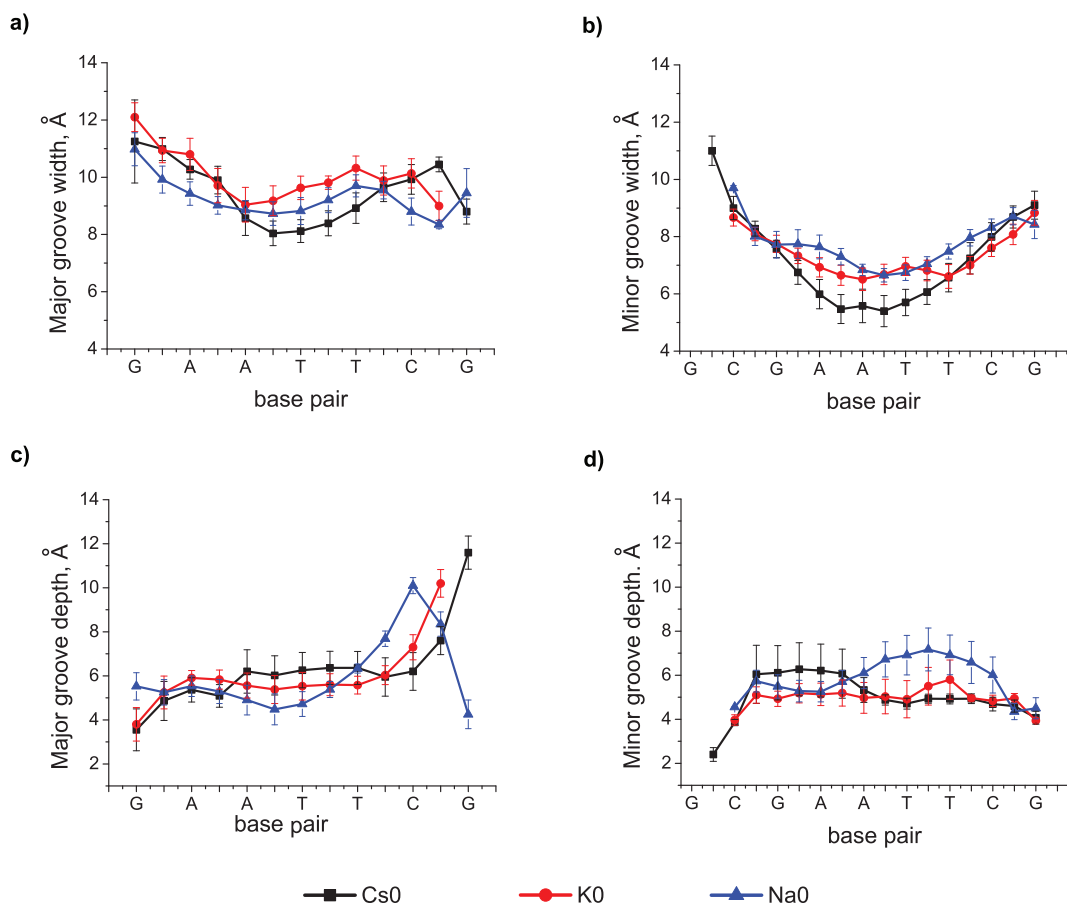 a)
Major groove width, Å
14
12
10
8
6
4
G A A T T C G
base pair
b)
Minor groove width, Å
14
12
10
8
6
4
G C G A A T T C G
base pair
c)
Major groove depth, Å
14
12
10
8
6
4
2
G A A T T C G
base pair
d)
Minor groove depth. Å
14
12
10
8
6
4
2
G C G A A T T C G
base pair
Cs0 K0 Na0